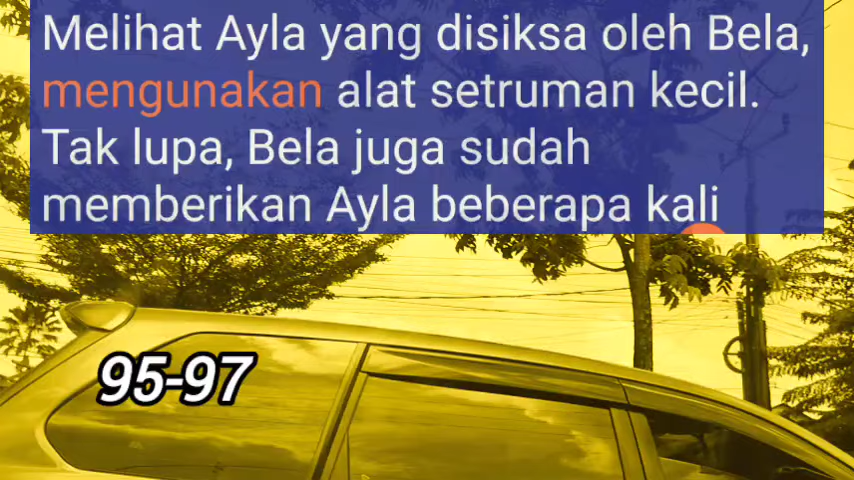 Melihat Ayla yang disiksa oleh Bela,
mengunakan alat setruman kecil.
Tak lupa, Bela juga sudah
memberikan Ayla beberapa kali
95-97